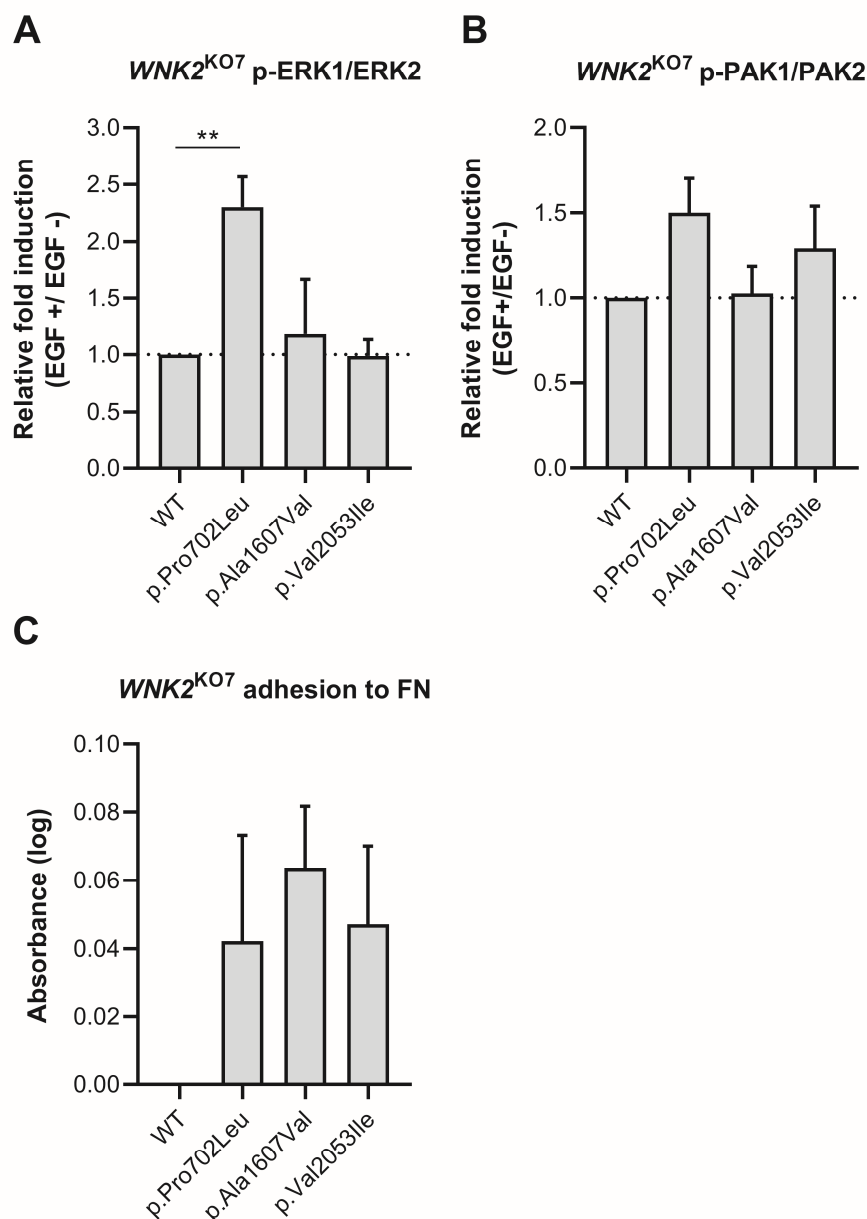 A
WNK2KO7 p-ERK1/ERK2
Relative fold induction
(EGF +/ EGF -)
3.0
2.5
2.0
1.5
1.0
0.5
0.0
**
WT
p.Pro702Leu
p.Ala1607Val
p.Val2053Ile
B
WNK2KO7 p-PAK1/PAK2
Relative fold induction
(EGF+/EGF-)
2.0
1.5
1.0
0.5
0.0
WT
p.Pro702Leu
p.Ala1607Val
p.Val2053Ile
C
WNK2KO7 adhesion to FN
Absorbance (log)
0.10
0.08
0.06
0.04
0.02
0.00
WT
p.Pro702Leu
p.Ala1607Val
p.Val2053Ile